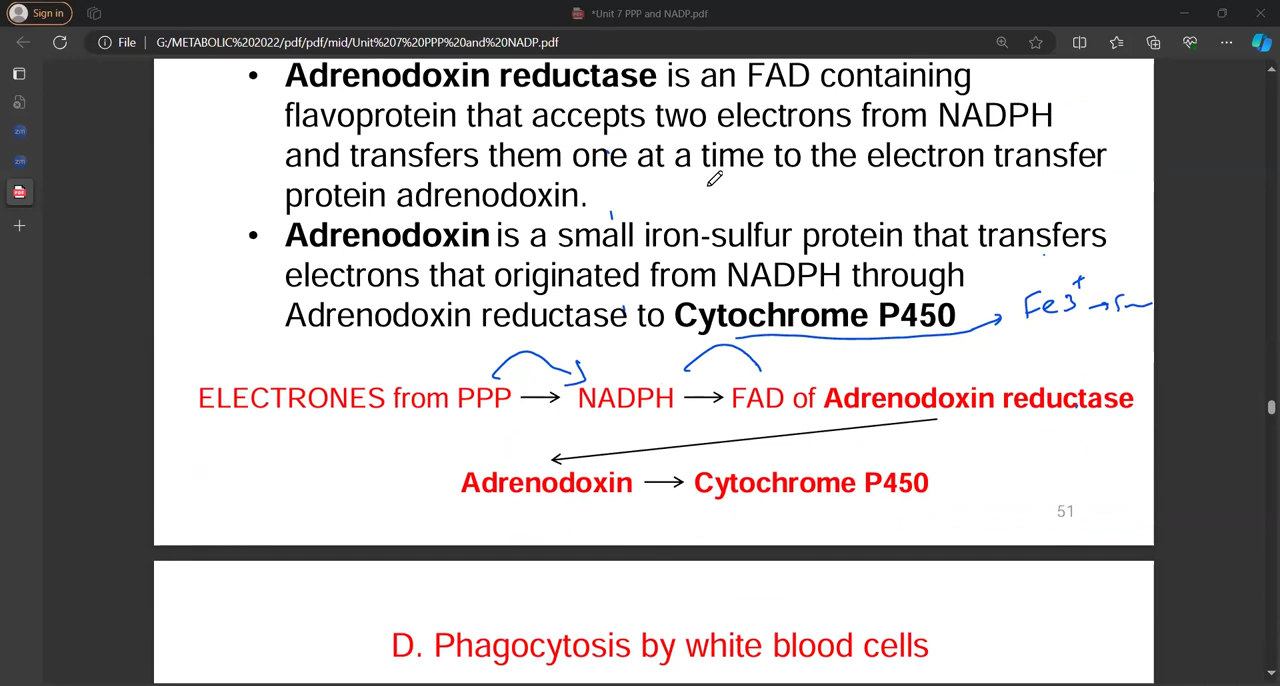 Sign in
*Unit 7 PPP and NADP.pdf
File | G:/METABOLIC%202022/pdf/pdf/mid/Unit%207%20PPP%20and%20NADP.pdf
• Adrenodoxin reductase is an FAD containing
flavoprotein that accepts two electrons from NADPH
and transfers them one at a time to the electron transfer
protein adrenodoxin.
• Adrenodoxin is a small iron-sulfur protein that transfers
electrons that originated from NADPH through
Adrenodoxin reductase to Cytochrome P450
Fe3+ →
ELECTRONES from PPP → NADPH → FAD of Adrenodoxin reductase
Adrenodoxin → Cytochrome P450
51
D. Phagocytosis by white blood cells